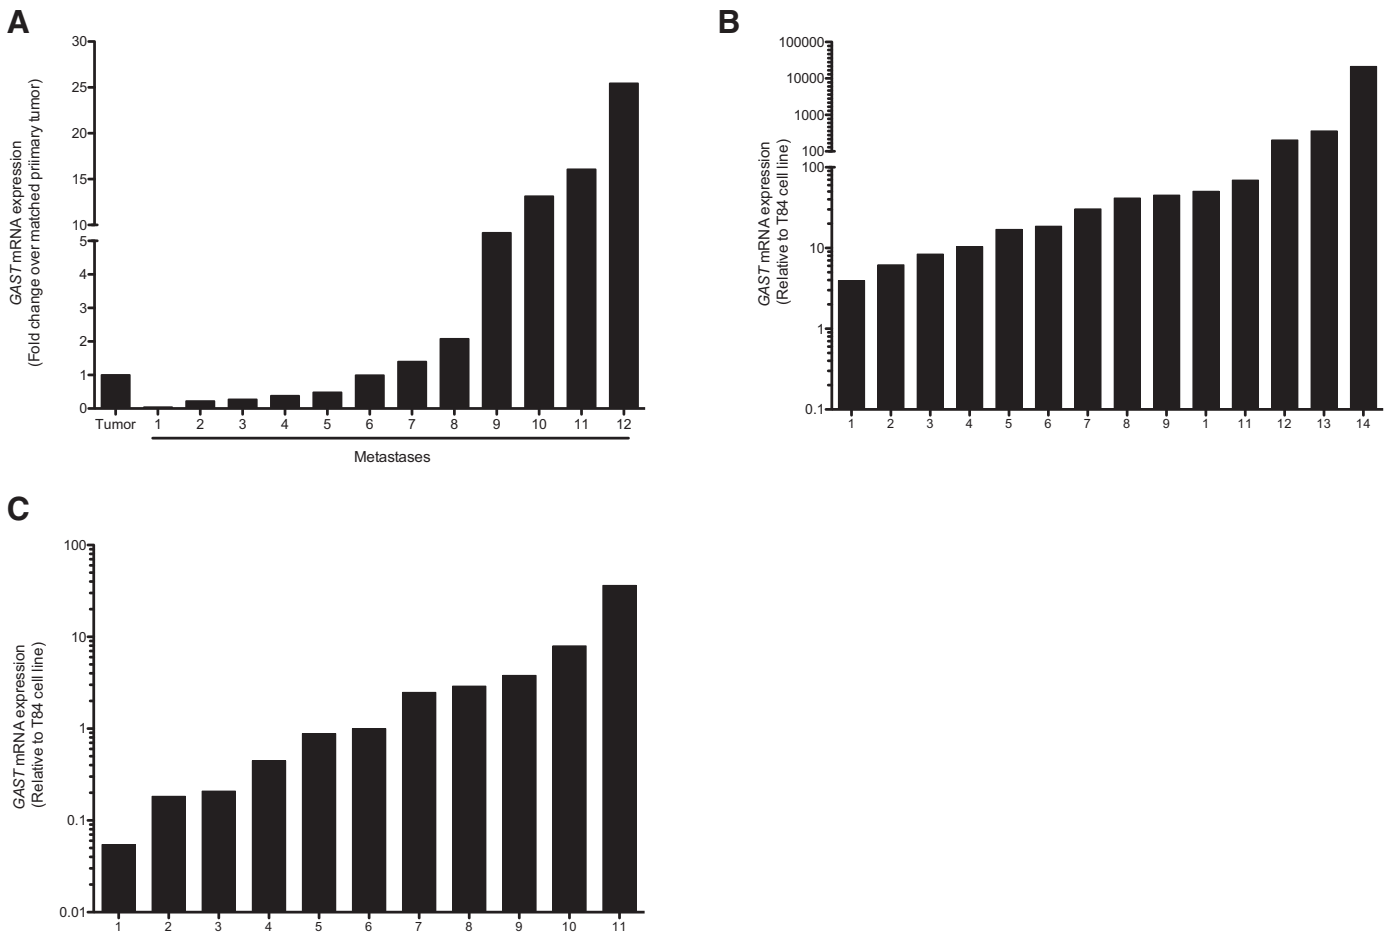 A
GAST mRNA expression
(Fold change over matched priimary tumor)
30
25
20
15
10
5
4
3
2
1
0
Tumor 1 2 3 4 5 6 7 8 9 10 11 12
Metastases
B
GAST mRNA expression
(Relative to T84 cell line)
100000
10000
1000
100
100
10
1
0.1
1 2 3 4 5 6 7 8 9 1 11 12 13 14
C
GAST mRNA expression
(Relative to T84 cell line)
100
10
1
0.1
0.01
1 2 3 4 5 6 7 8 9 10 11